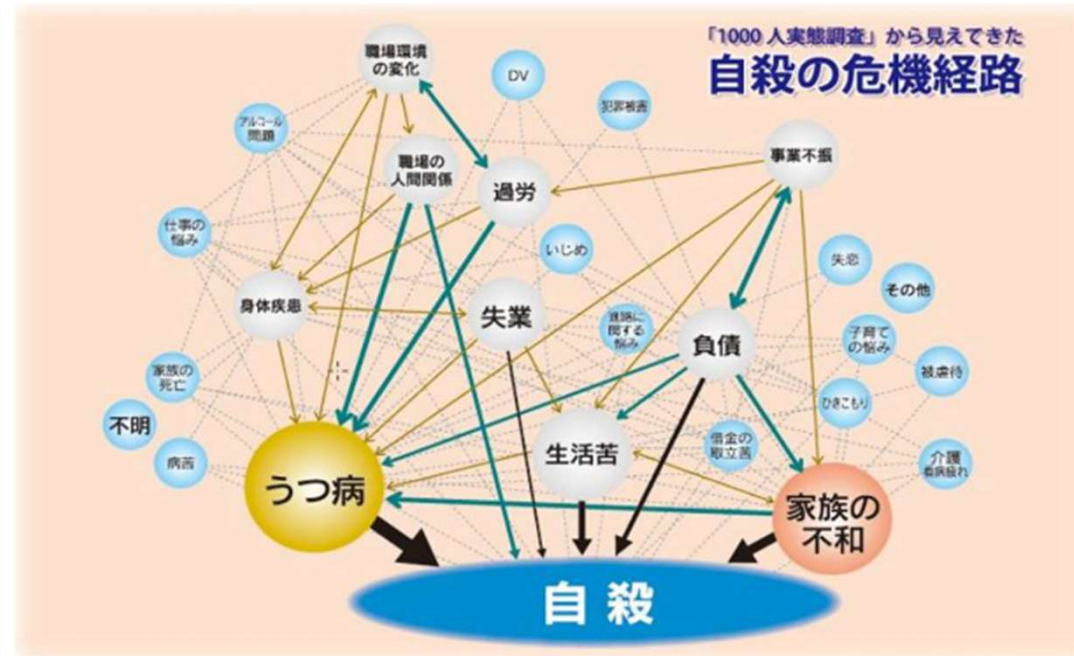 「1000 人実態調査」から見えてきた
自殺の危機経路
職場環境
の変化
DV
犯罪被害
アルコール
問題
職場の
人間関係
過労
事業不振
仕事の
悩み
いじめ
失恋
その他
身体疾患
失業
進路に
関する
悩み
負債
子育て
の悩み
家族の
死亡
被虐待
ひきこもり
不明
病苦
うつ病
生活苦
借金の
取立苦
介護
看病疲れ
家族の
不和
自殺